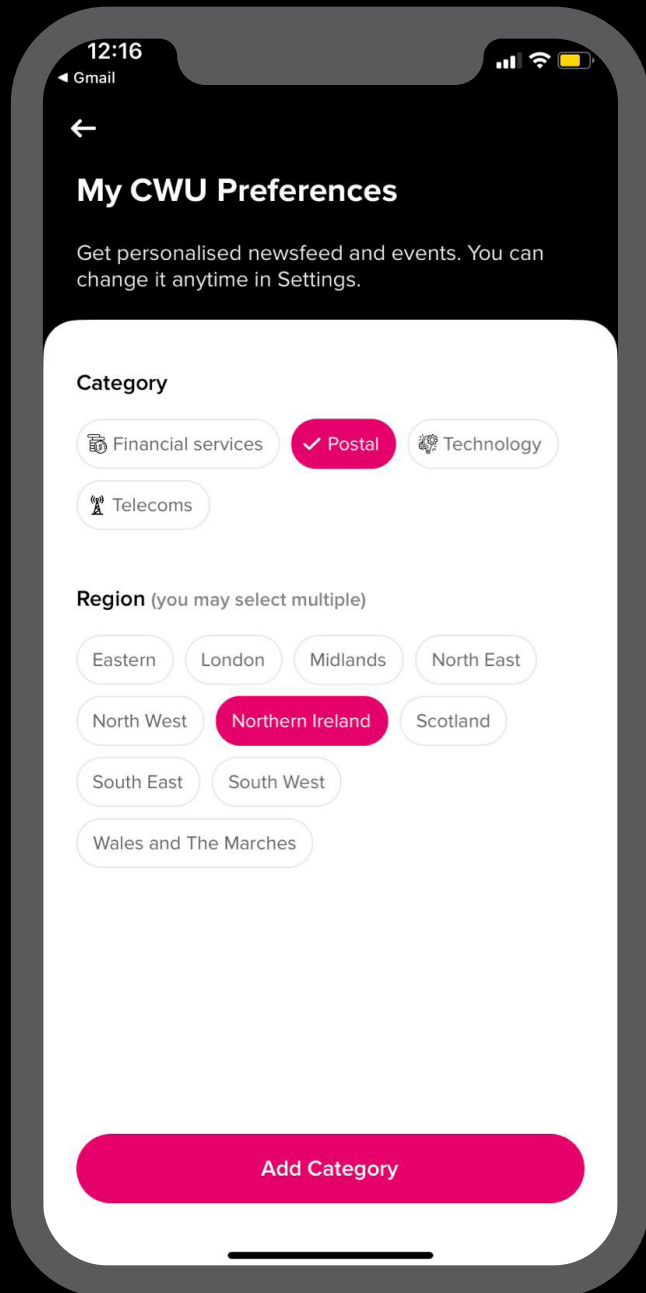 12:16
◀ Gmail
My CWU Preferences
Get personalised newsfeed and events. You can
change it anytime in Settings.
Category
Financial services
Postal
Technology
Telecoms
Region (you may select multiple)
Eastern
London
Midlands
North East
North West
Northern Ireland
Scotland
South East
South West
Wales and The Marches
Add Category